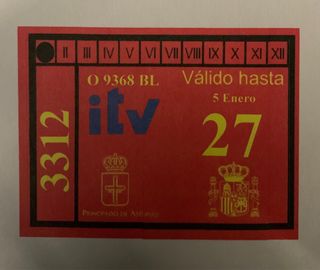 II III IV V VI VII VIII IX X XI XII
O 9368 BL
Válido hasta
5 Enero
itv
27
3312
PRINCIPADO DE ASTURIAS